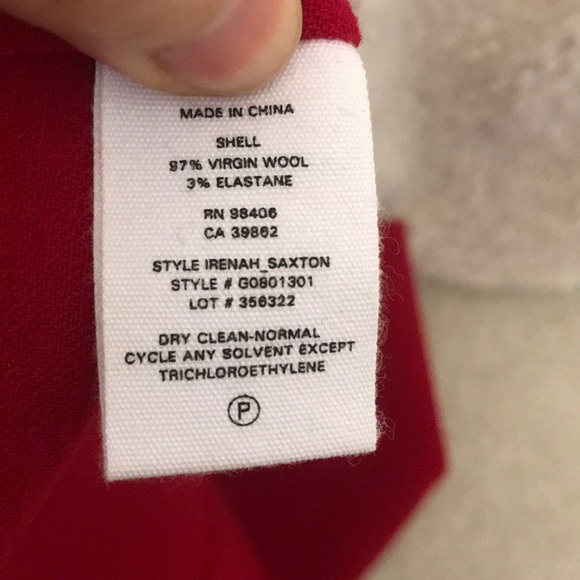 MADE IN CHINA
SHELL
97% VIRGIN WOOL
3% ELASTANE
RN 98406
CA 39862
STYLE IRENAH_SAXTON
STYLE # G0801301
LOT # 356322
DRY CLEAN-NORMAL
CYCLE ANY SOLVENT EXCEPT
TRICHLOROETHYLENE
P